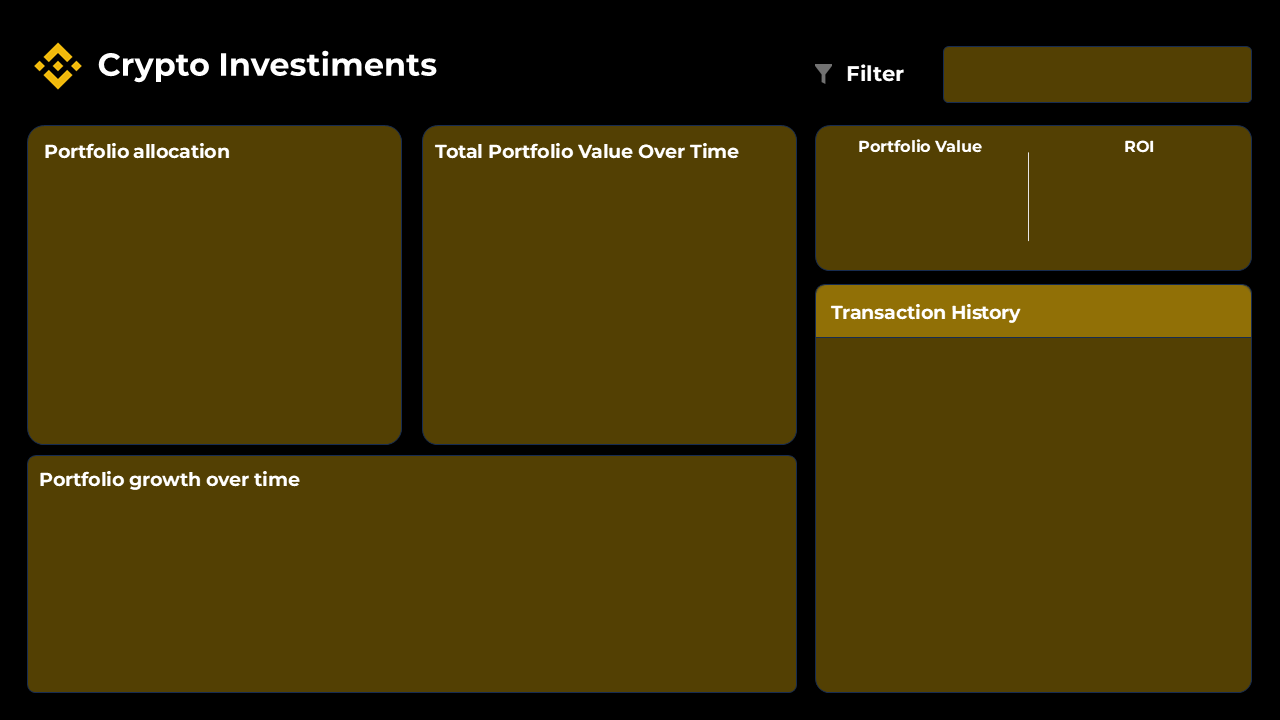 Crypto Investiments
Filter
Portfolio allocation
Total Portfolio Value Over Time
Portfolio Value
ROI
Transaction History
Portfolio growth over time